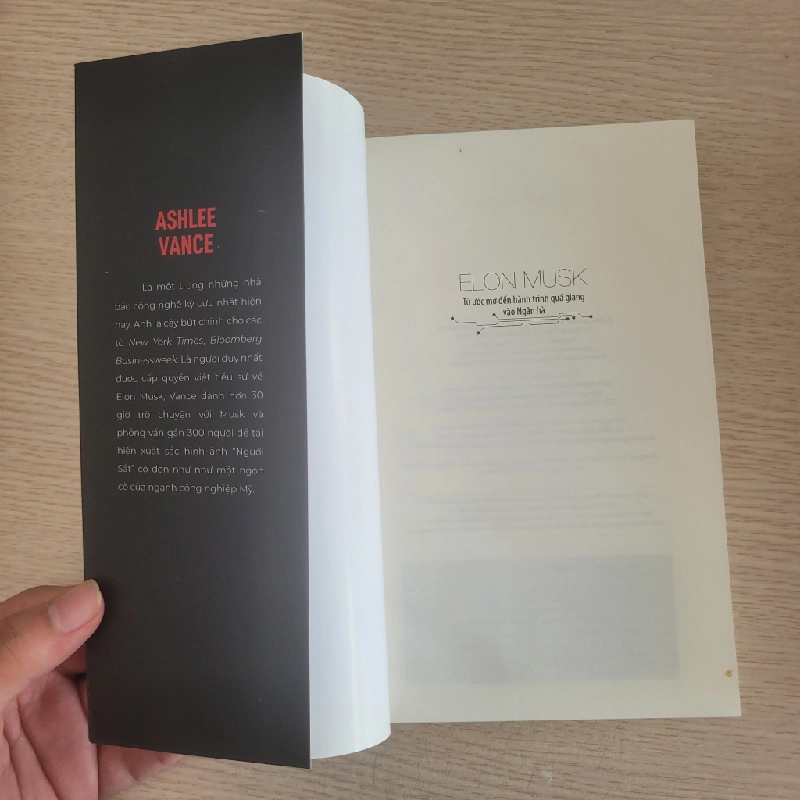 ASHLEE
VANCE
Là một trong những nhà
báo công nghệ kỳ cựu nhất hiện
nay. Anh là cây bút chính cho các
tờ New York Times, Bloomberg
Businessweek. Là người duy nhất
được cấp quyền viết tiểu sử về
Elon Musk, Vance dành hơn 30
giờ trò chuyện với Musk và
phỏng vấn gần 300 người để tái
hiện xuất sắc hình ảnh "Người
Sắt" cô đơn như như một ngọn
cờ của ngành công nghiệp Mỹ.
ELON MUSK
Từ ước mơ đến hành trình quá giang
vào Ngân hà